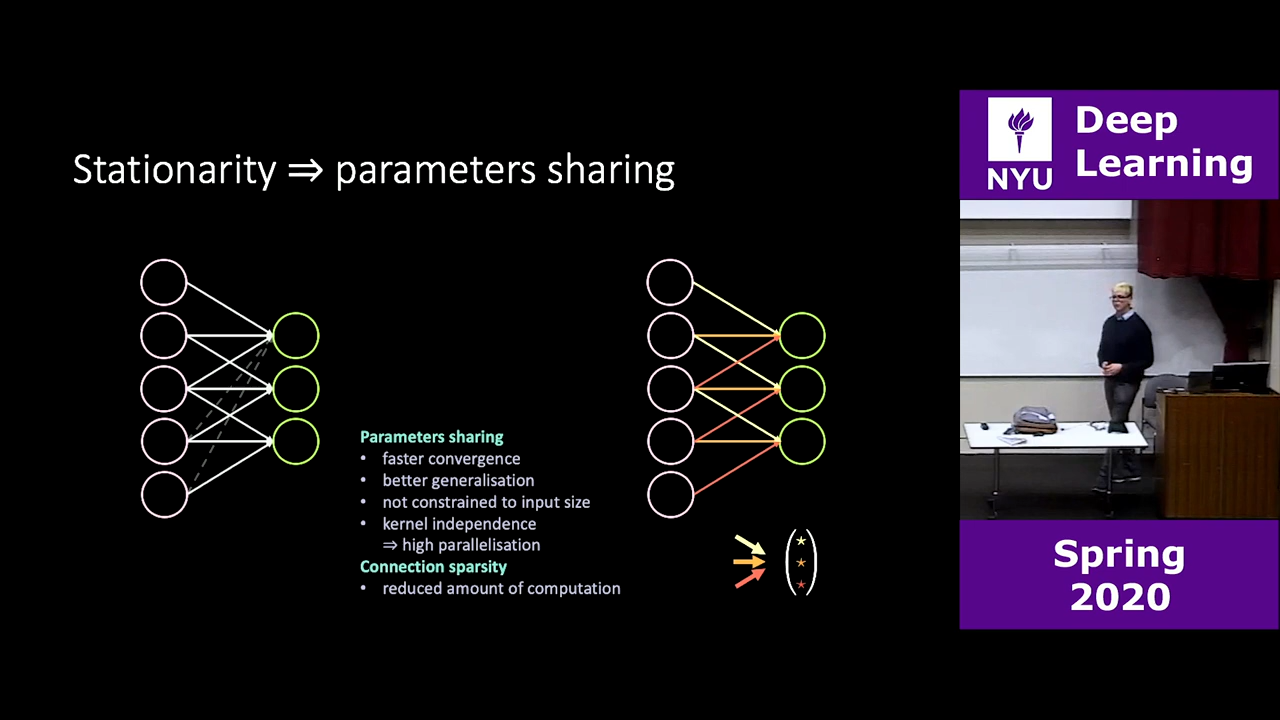 Stationarity ⇒ parameters sharing
Parameters sharing
• faster convergence
• better generalisation
• not constrained to input size
• kernel independence
⇒ high parallelisation
Connection sparsity
• reduced amount of computation
NYU
Deep
Learning
Spring
2020